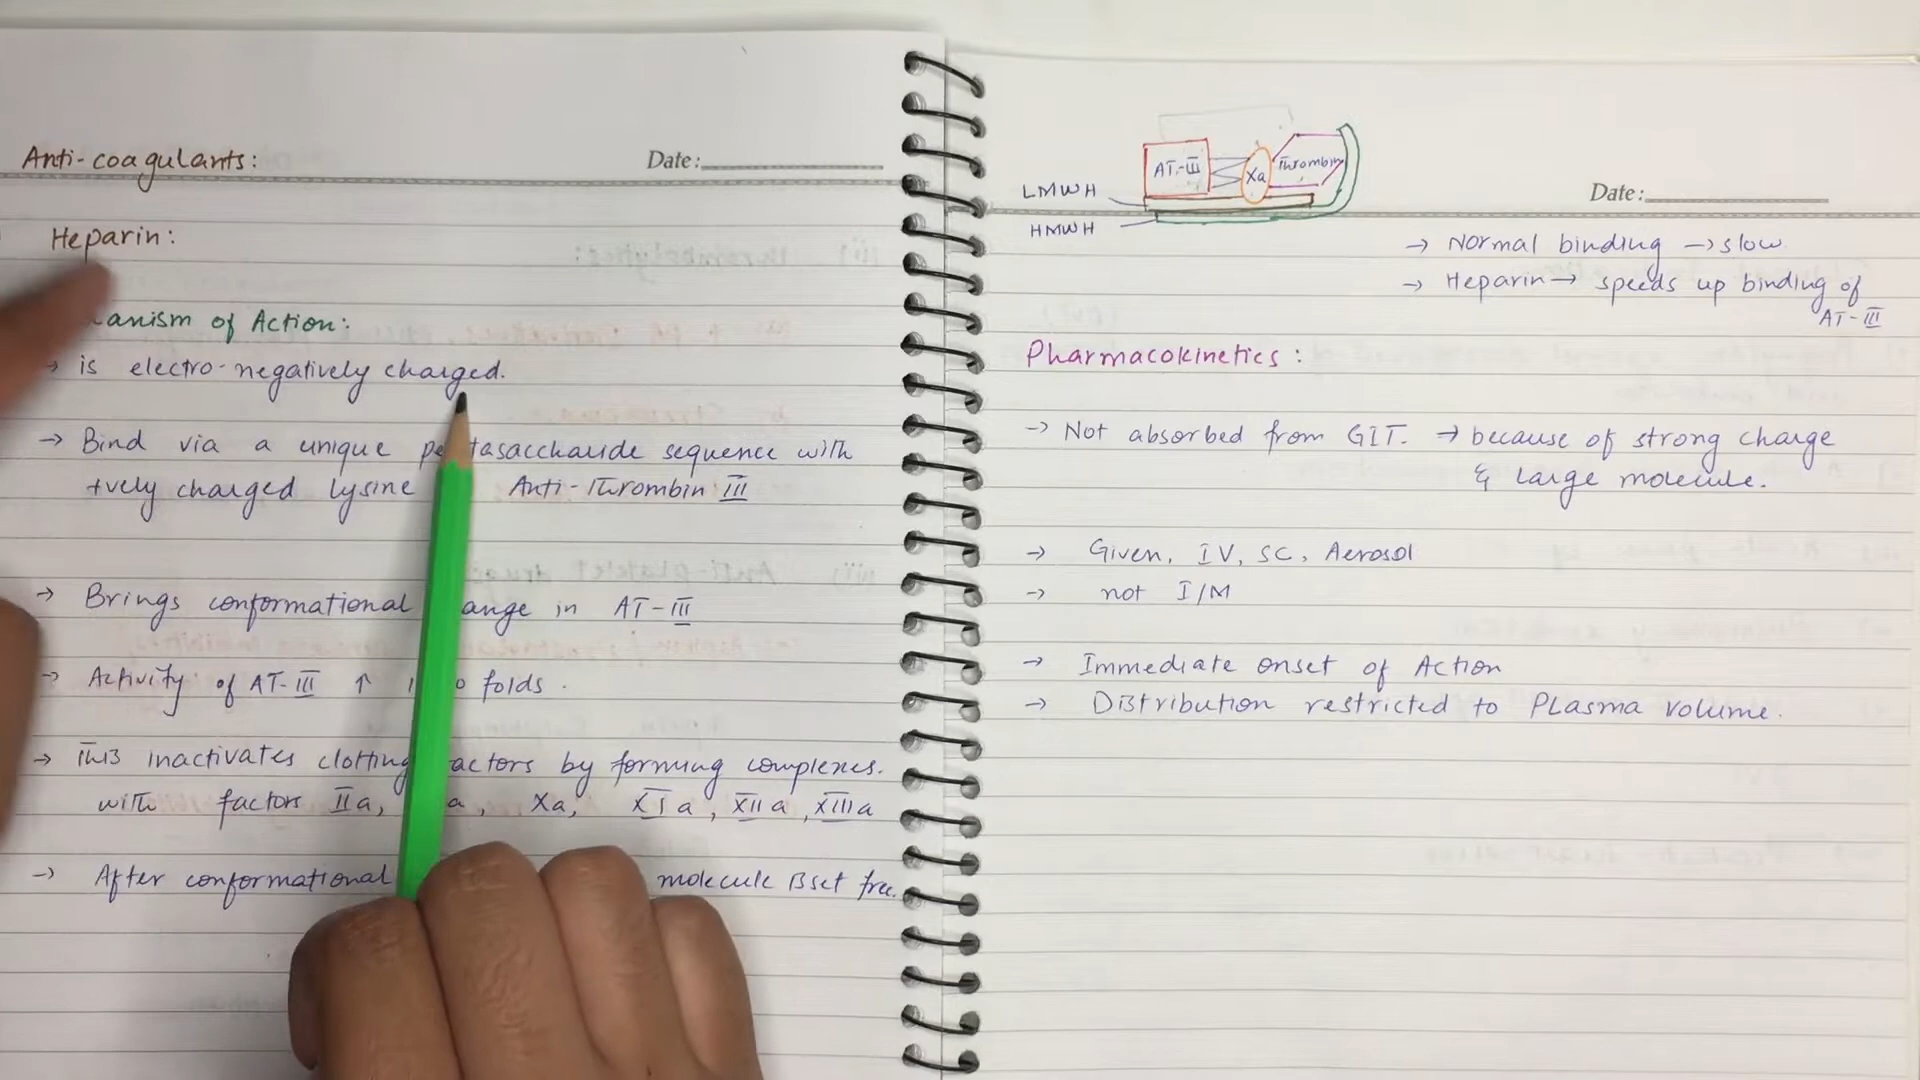 Anti-coagulants:
Date:
Heparin:
anism of Action:
→ is electro-negatively charged.
→ Bind via a unique pe tasaccharide sequence with
+vely charged lysine Anti-Thrombin III
→ Brings conformational ange in AT-III
→ Activity of AT-III ↑ 1 o folds.
→ This inactivates clotting actors by forming complexes.
with factors IIa, a, Xa, XIa, XIIa, XIIIa
→ After conformational molecule is set free.
AT-III Xa Thrombin
LMWH
HMWH
Date:
→ Normal binding → slow
→ Heparin → speeds up binding of
AT-III
Pharmacokinetics:
→ Not absorbed from GIT. → because of strong charge
& large molecule.
→ Given, IV, SC, Aerosol
→ not I/M
→ Immediate onset of Action
→ Distribution restricted to Plasma volume.